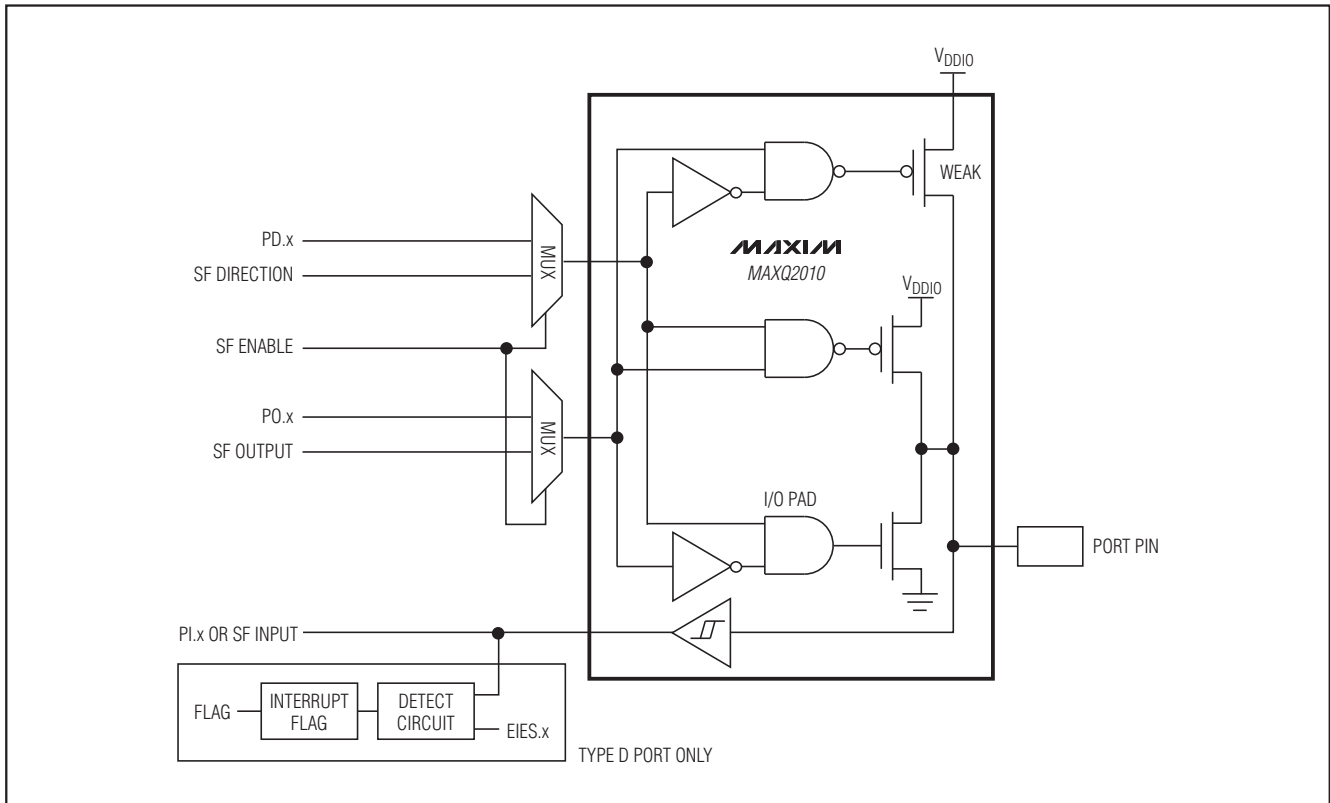 VDDIO
WEAK
PD.x
MUX
MAXIM
SF DIRECTION
MAXQ2010
VDDIO
SF ENABLE
PO.x
MUX
SF OUTPUT
I/O PAD
PORT PIN
PI.x OR SF INPUT
FLAG
INTERRUPT
FLAG
DETECT
CIRCUIT
EIES.x
TYPE D PORT ONLY